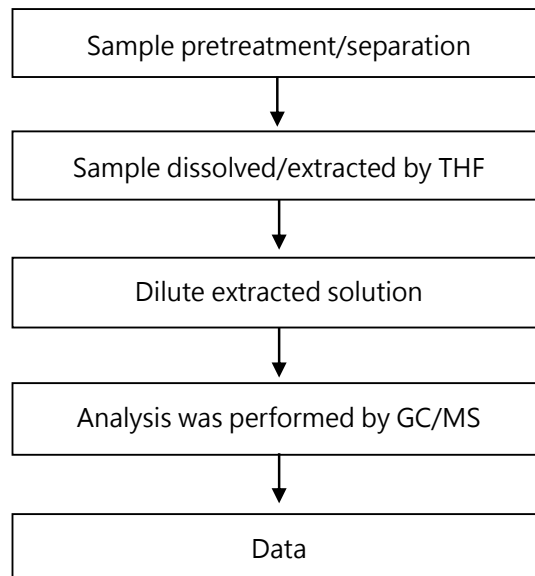 Sample pretreatment/separation
Sample dissolved/extracted by THF
Dilute extracted solution
Analysis was performed by GC/MS
Data